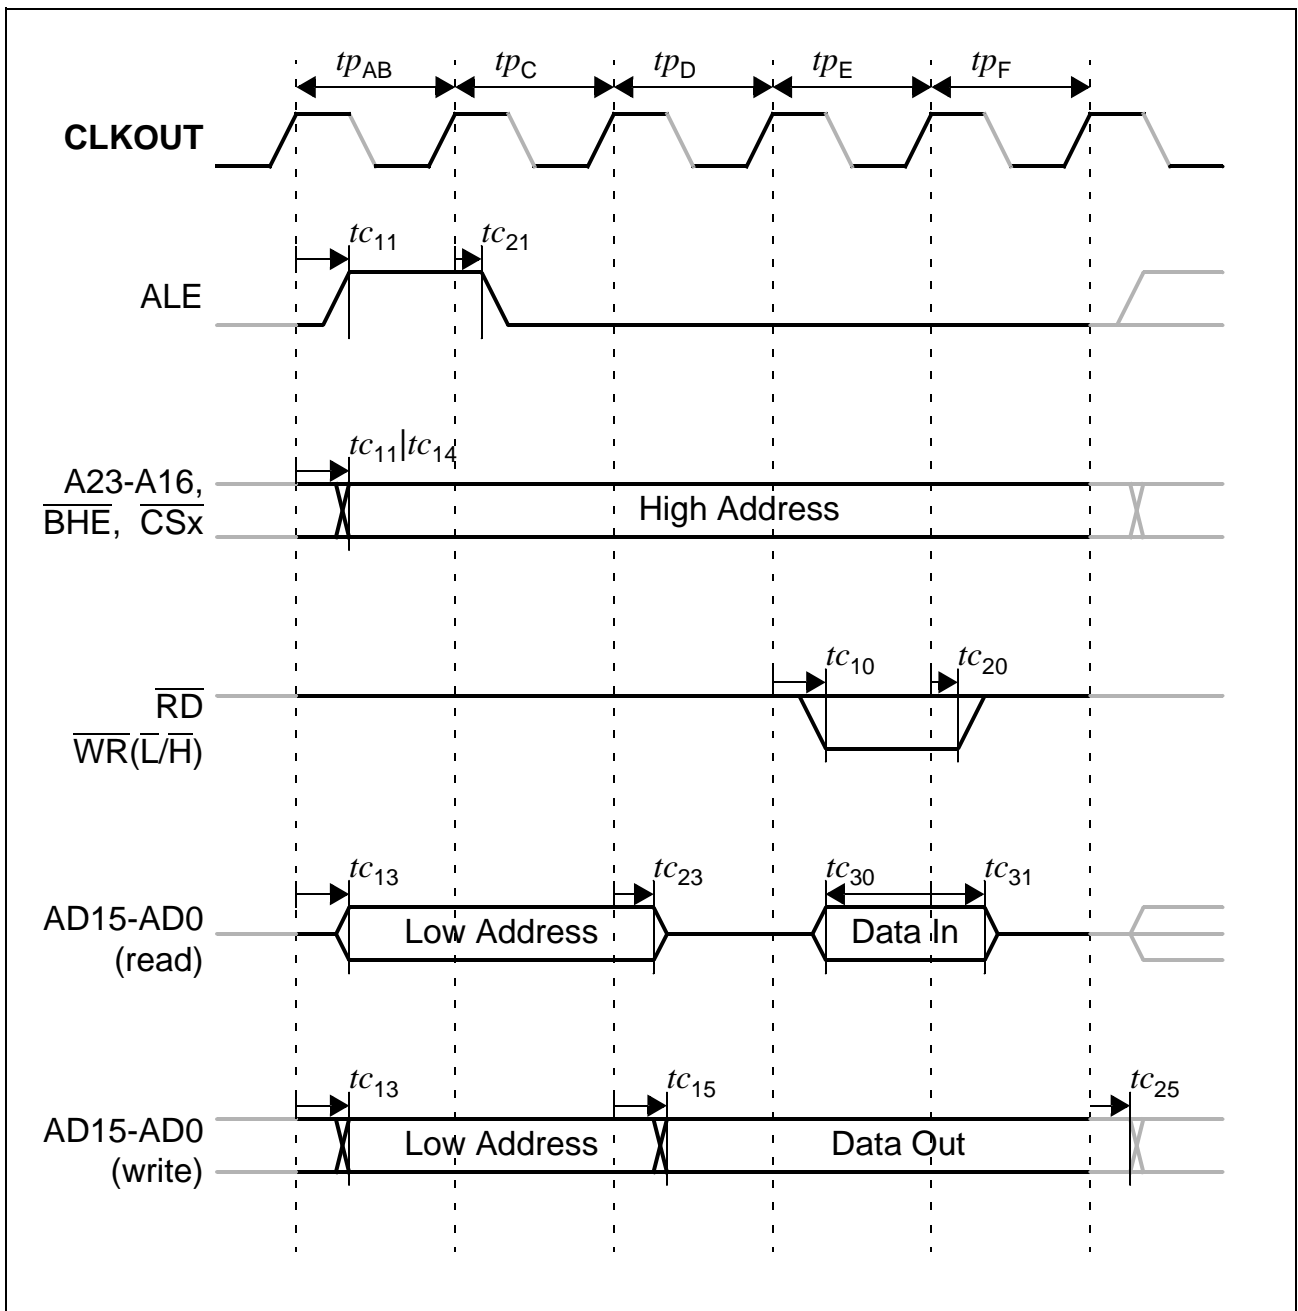 tpAB tpC tpD tpE tpF
CLKOUT
tc11 tc21
ALE
tc11|tc14
A23-A16,
BHE, CSx
High Address
tc10 tc20
RD
WR(L/H)
tc13 tc23 tc30 tc31
AD15-AD0
(read)
Low Address Data In
tc13 tc15 tc25
AD15-AD0
(write)
Low Address Data Out